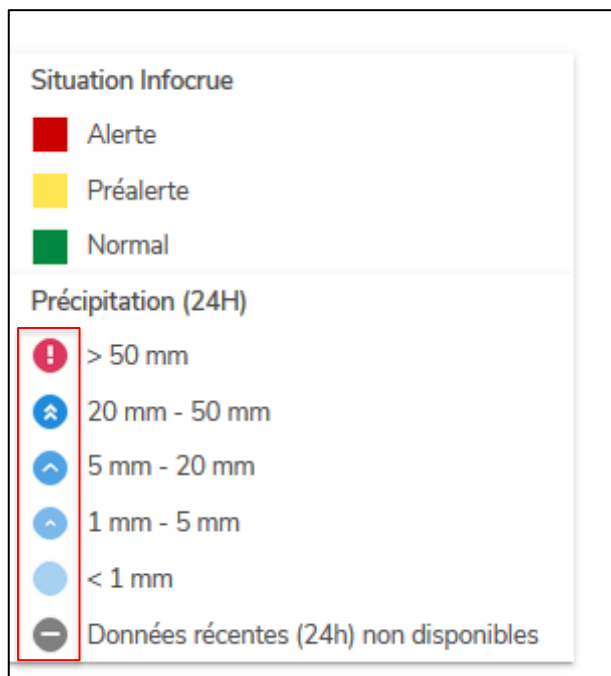 Situation Infocrue
Alerte
Préalerte
Normal
Précipitation (24H)
> 50 mm
20 mm - 50 mm
5 mm - 20 mm
1 mm - 5 mm
< 1 mm
Données récentes (24h) non disponibles